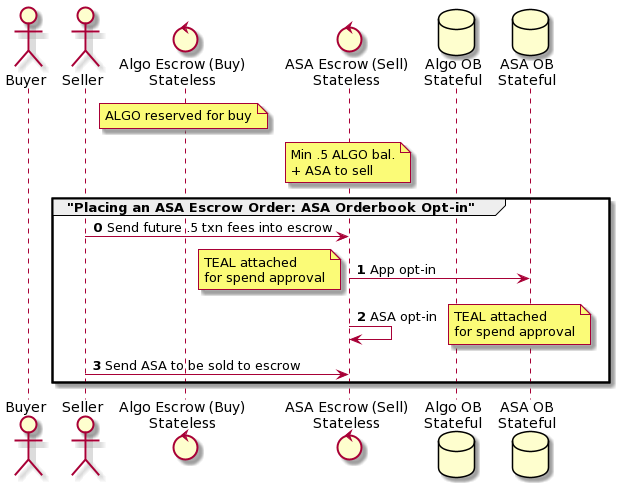 Buyer
Seller
Algo Escrow (Buy)
Stateless
ASA Escrow (Sell)
Stateless
Algo OB
Stateful
ASA OB
Stateful
ALGO reserved for buy
Min .5 ALGO bal.
+ ASA to sell
"Placing an ASA Escrow Order: ASA Orderbook Opt-in"
0 Send future .5 txn fees into escrow
TEAL attached
for spend approval
1 App opt-in
2 ASA opt-in
TEAL attached
for spend approval
3 Send ASA to be sold to escrow
Buyer
Seller
Algo Escrow (Buy)
Stateless
ASA Escrow (Sell)
Stateless
Algo OB
Stateful
ASA OB
Stateful